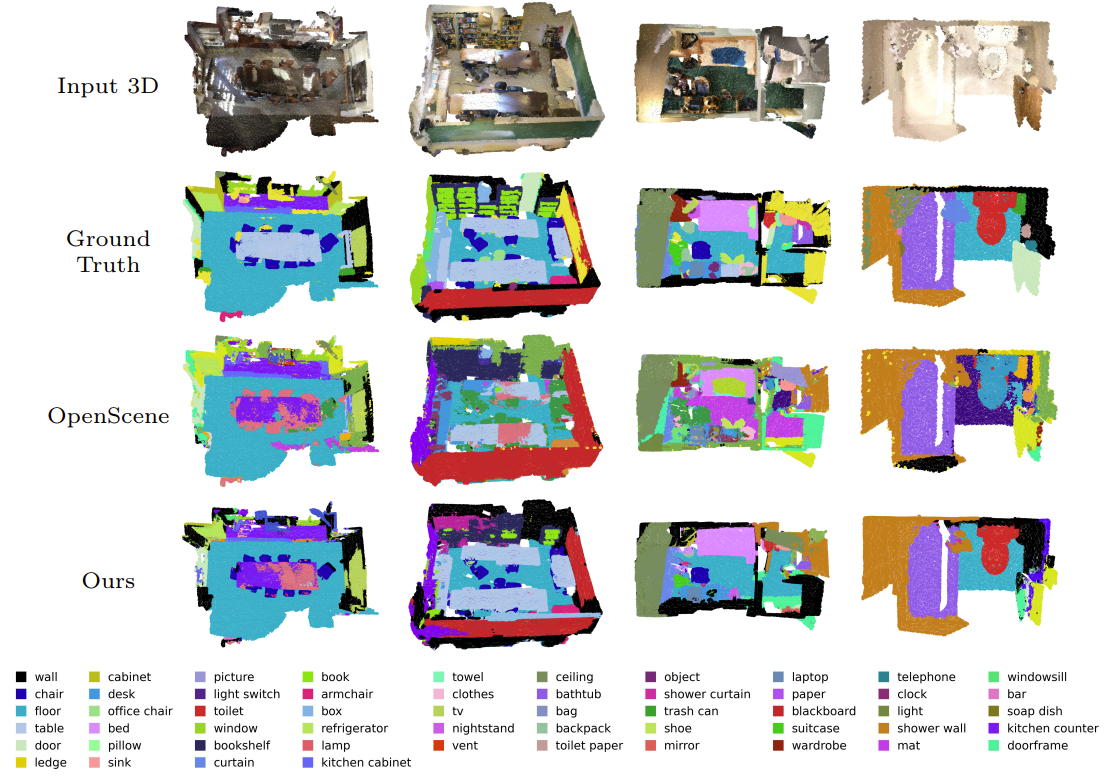 Input 3D
Ground
Truth
OpenScene
Ours
wall cabinet picture book towel ceiling object laptop telephone windowsill
chair desk light switch armchair clothes bathtub shower curtain paper clock bar
floor office chair toilet box tv bag trash can blackboard light soap dish
table bed window refrigerator nightstand backpack shoe suitcase shower wall kitchen counter
door pillow bookshelf lamp vent toilet paper mirror wardrobe mat doorframe
ledge sink curtain kitchen cabinet